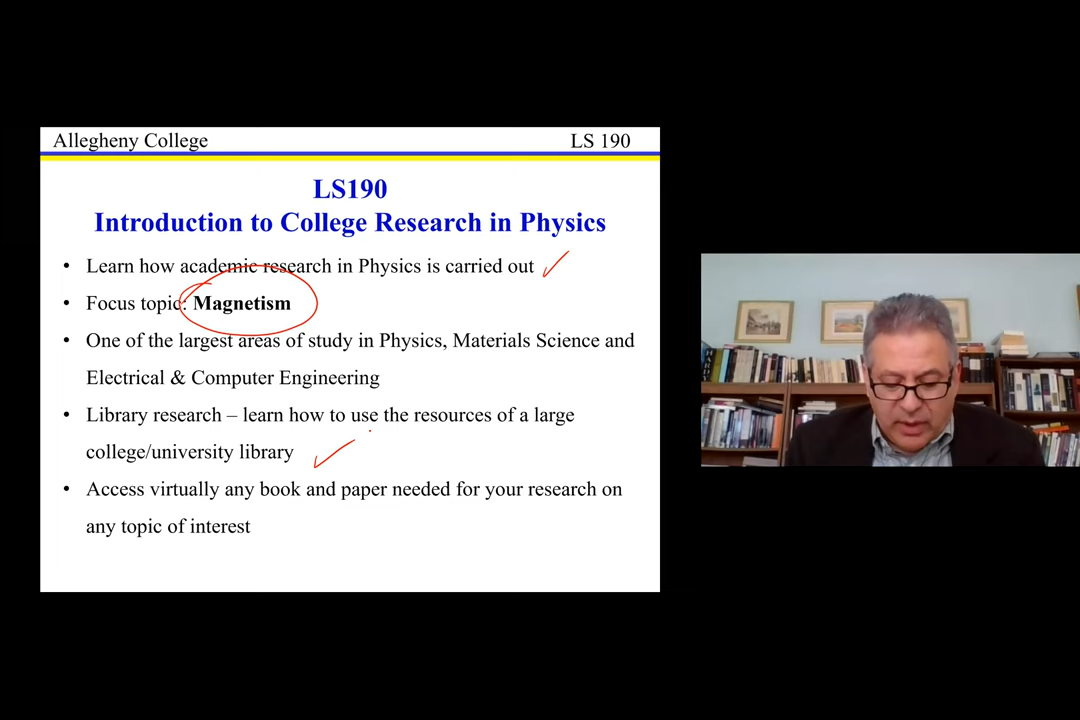 Allegheny College LS 190
LS190
Introduction to College Research in Physics
• Learn how academic research in Physics is carried out
• Focus topic: Magnetism
• One of the largest areas of study in Physics, Materials Science and
Electrical & Computer Engineering
• Library research – learn how to use the resources of a large
college/university library
• Access virtually any book and paper needed for your research on
any topic of interest